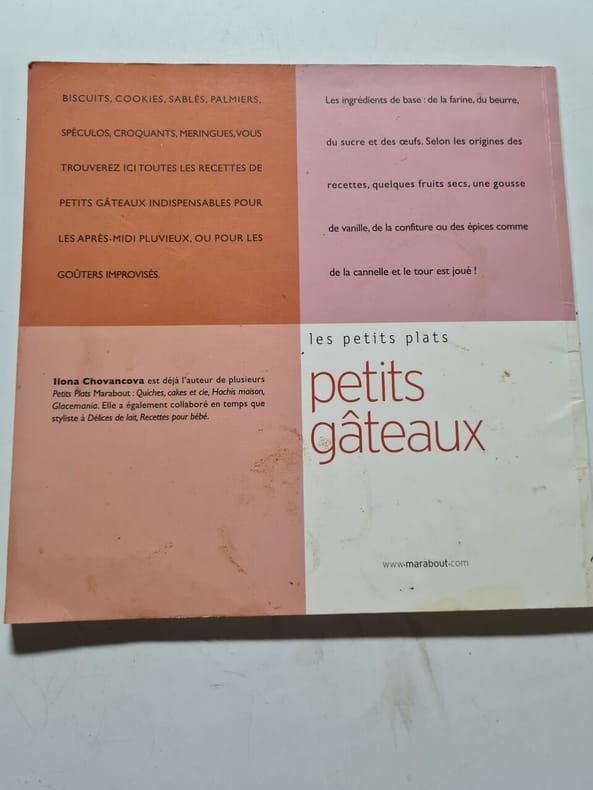 BISCUITS, COOKIES, SABLÉS, PALMIERS,
SPÉCULOS, CROQUANTS, MERINGUES, VOUS
TROUVEREZ ICI TOUTES LES RECETTES DE
PETITS GÂTEAUX INDISPENSABLES POUR
LES APRÈS-MIDI PLUVIEUX, OU POUR LES
GOÛTERS IMPROVISÉS.
Les ingrédients de base : de la farine, du beurre,
du sucre et des œufs. Selon les origines des
recettes, quelques fruits secs, une gousse
de vanille, de la confiture ou des épices comme
de la cannelle et le tour est joué !
Ilona Chovancova est déjà l'auteur de plusieurs
Petits Plats Marabout : Quiches, cakes et cie, Hachis maison,
Glacemania. Elle a également collaboré en temps que
styliste à Délices de lait, Recettes pour bébé.
les petits plats
petits
gâteaux
www.marabout.com